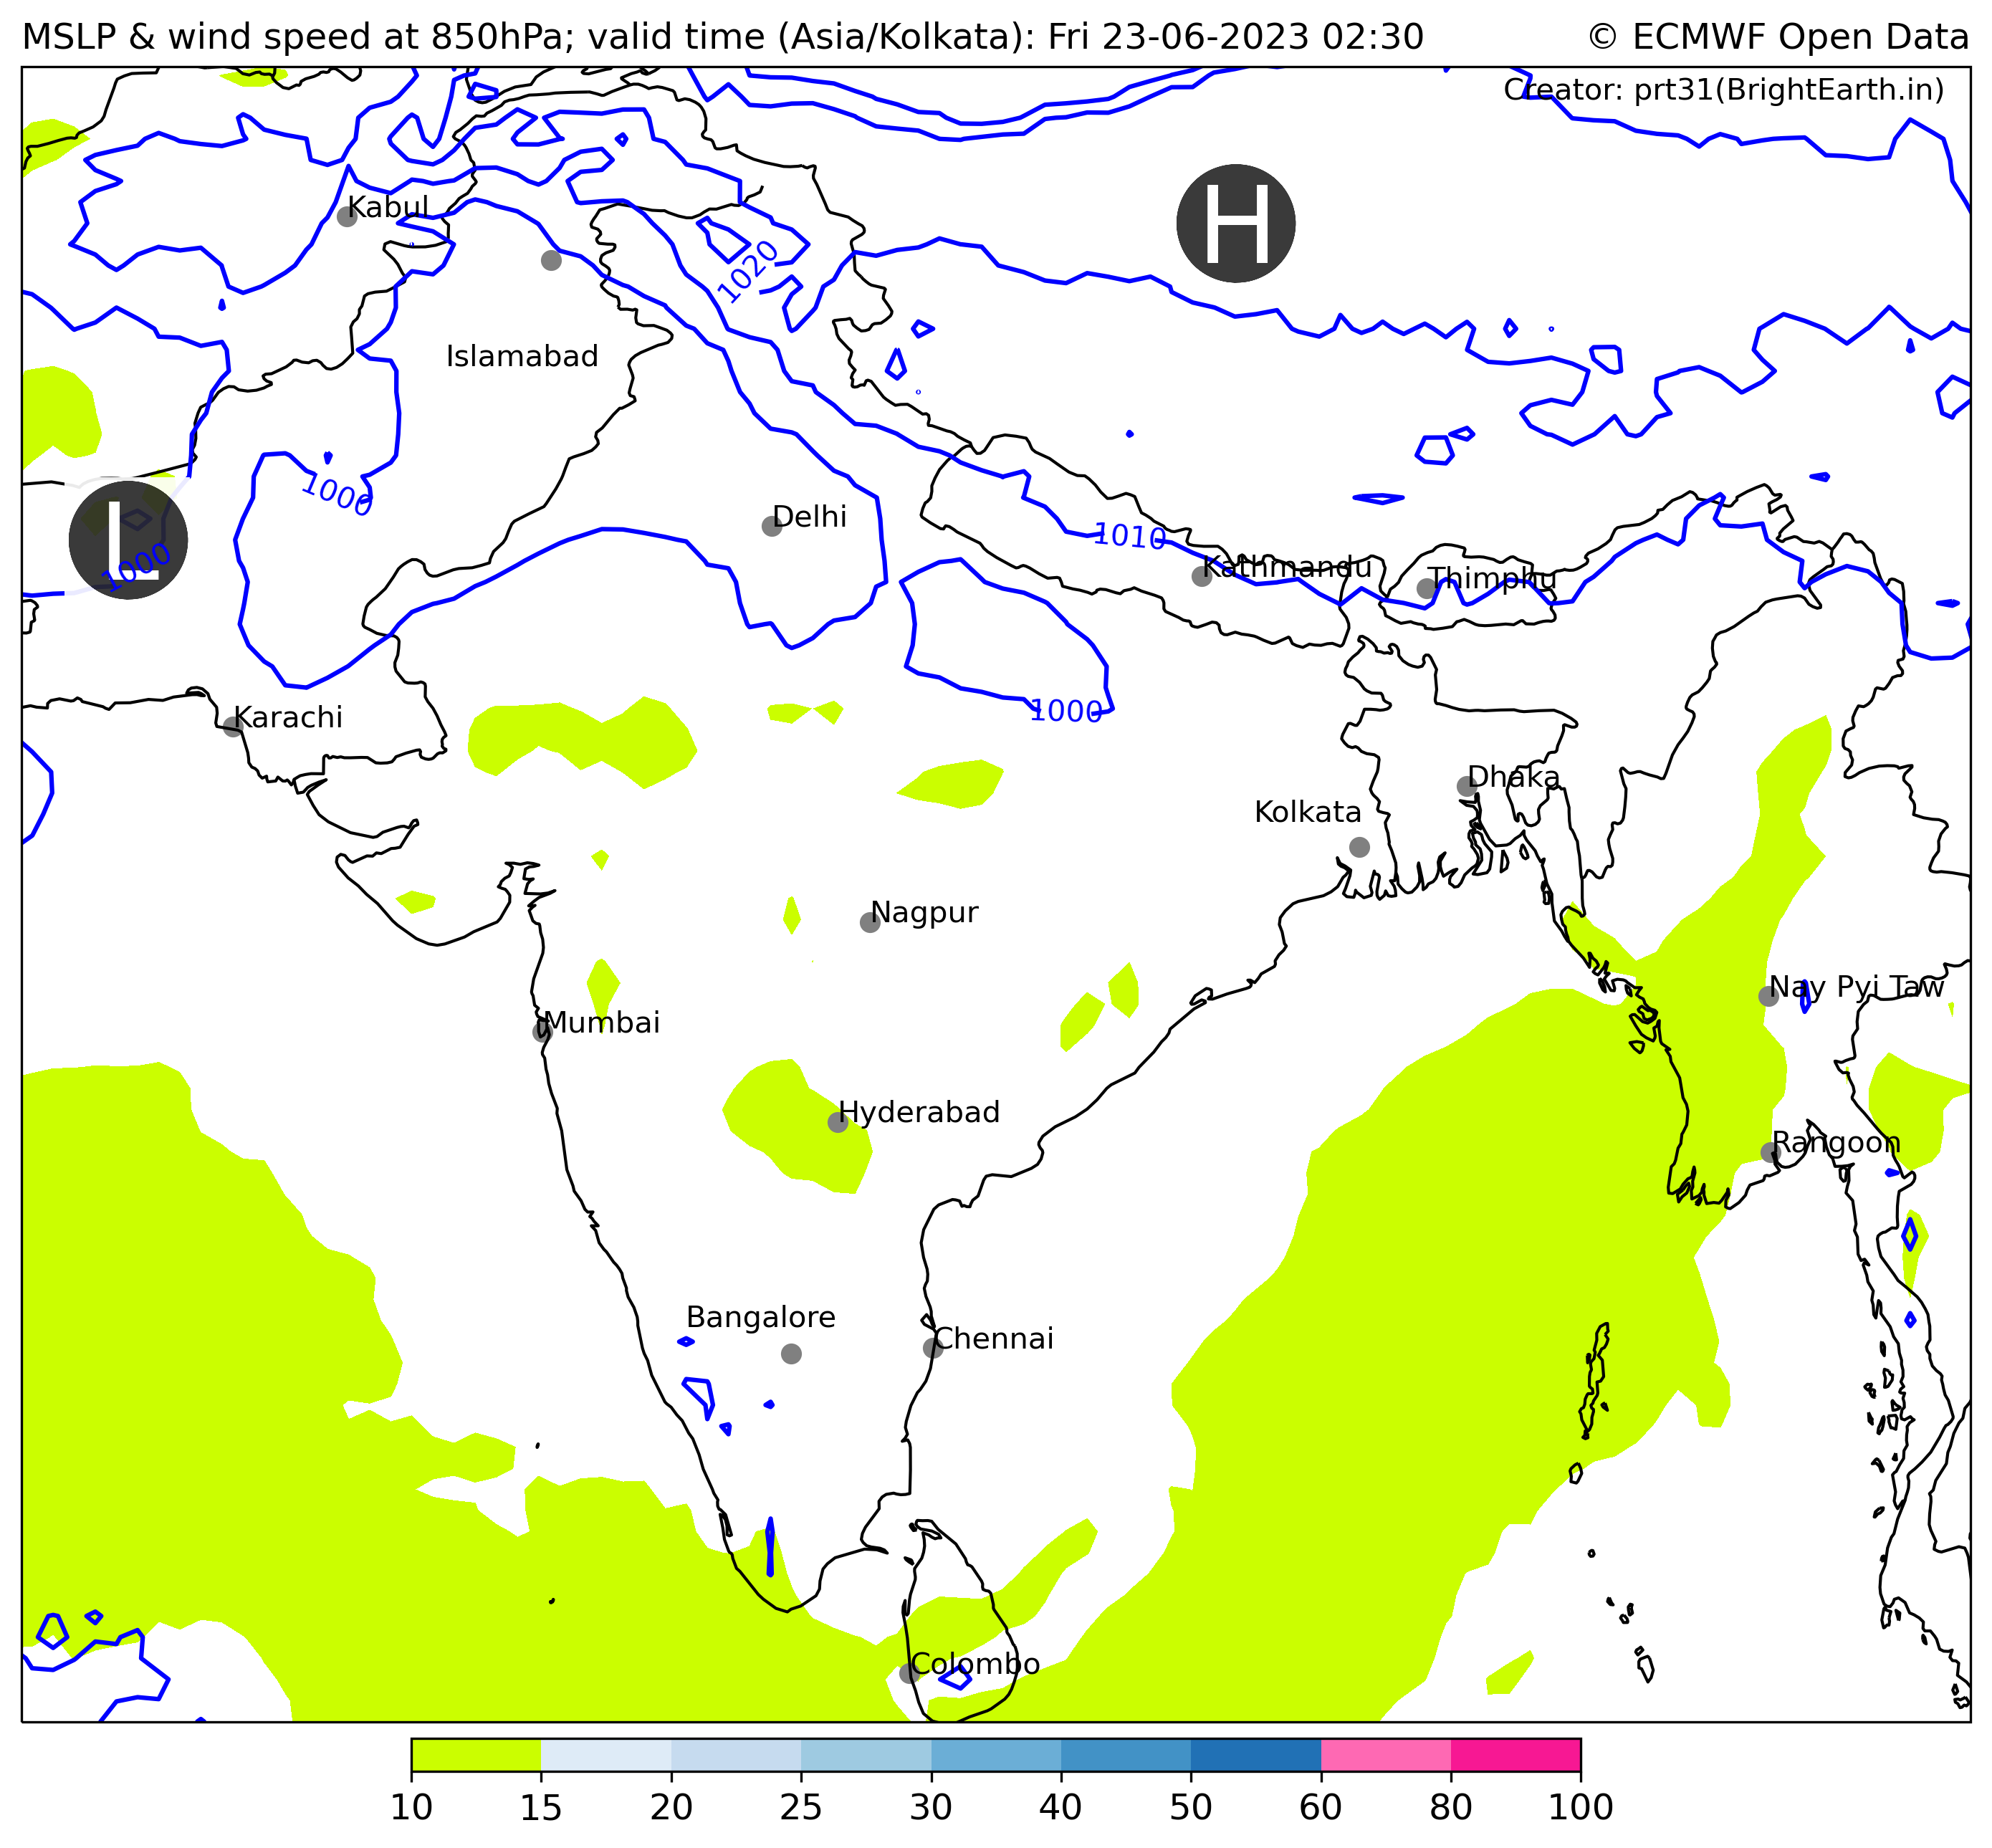 MSLP & wind speed at 850hPa; valid time (Asia/Kolkata): Fri 23-06-2023 02:30 © ECMWF Open Data
Creator: prt31(BrightEarth.in)
H
Kabul
1020
Islamabad
1000
L
1000
Delhi
1010
Kathmandu
Thimphu
1000
Karachi
Dhaka
Kolkata
Nagpur
Nay Pyi Taw
Mumbai
Hyderabad
Rangoon
Bangalore
Chennai
Colombo
10 15 20 25 30 40 50 60 80 100